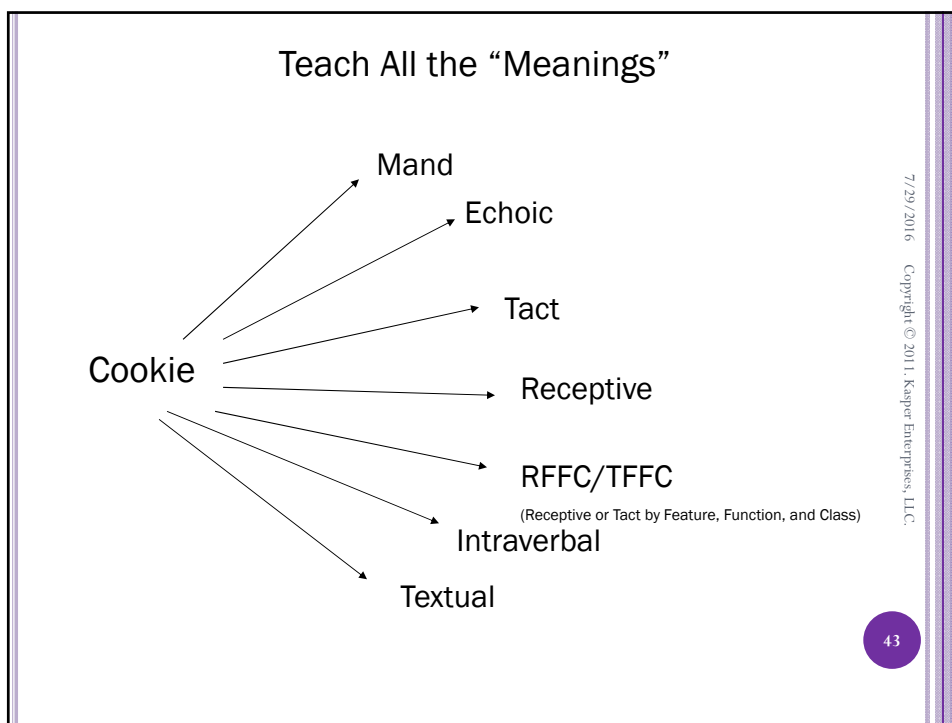 Teach All the “Meanings”
Mand
Echoic
Tact
Cookie
Receptive
RFFC/TFFC
(Receptive or Tact by Feature, Function, and Class)
Intraverbal
Textual
7/29/2016 Copyright © 2011. Kasper Enterprises, LLC.
43